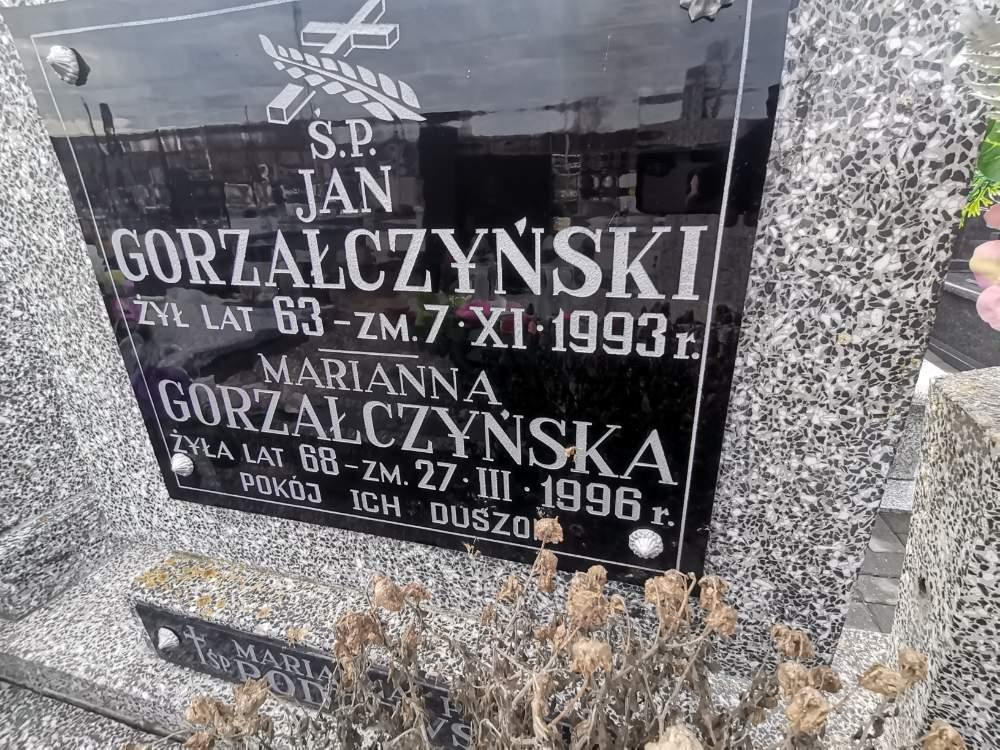 Ś.P.
JAN
GORZAŁCZYŃSKI
ŻYŁ LAT 63 - ZM. 7 · XI · 1993 r.
MARIANNA
GORZAŁCZYŃSKA
ŻYŁA LAT 68 - ZM. 27 · III · 1996 r.
POKÓJ ICH
ŚP